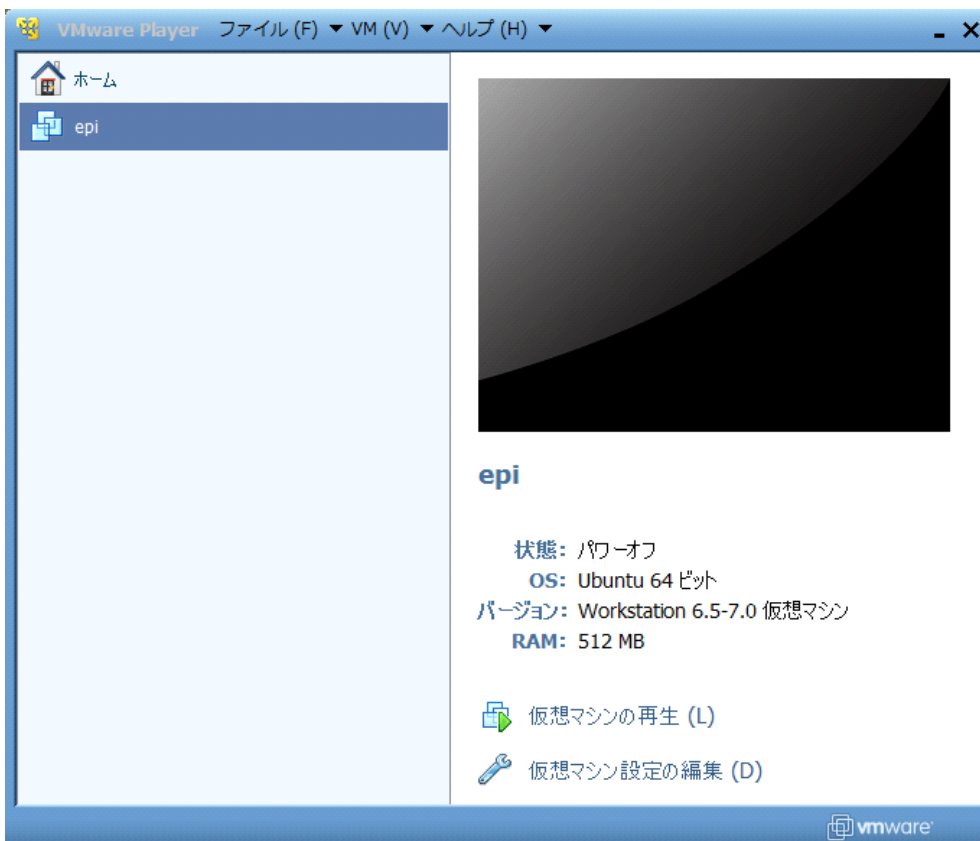 VMware Player ファイル (F) VM (V) ヘルプ (H)
ホーム
epi
epi
状態: パワーオフ
OS: Ubuntu 64 ビット
バージョン: Workstation 6.5-7.0 仮想マシン
RAM: 512 MB
仮想マシンの再生 (L)
仮想マシン設定の編集 (D)
vmware